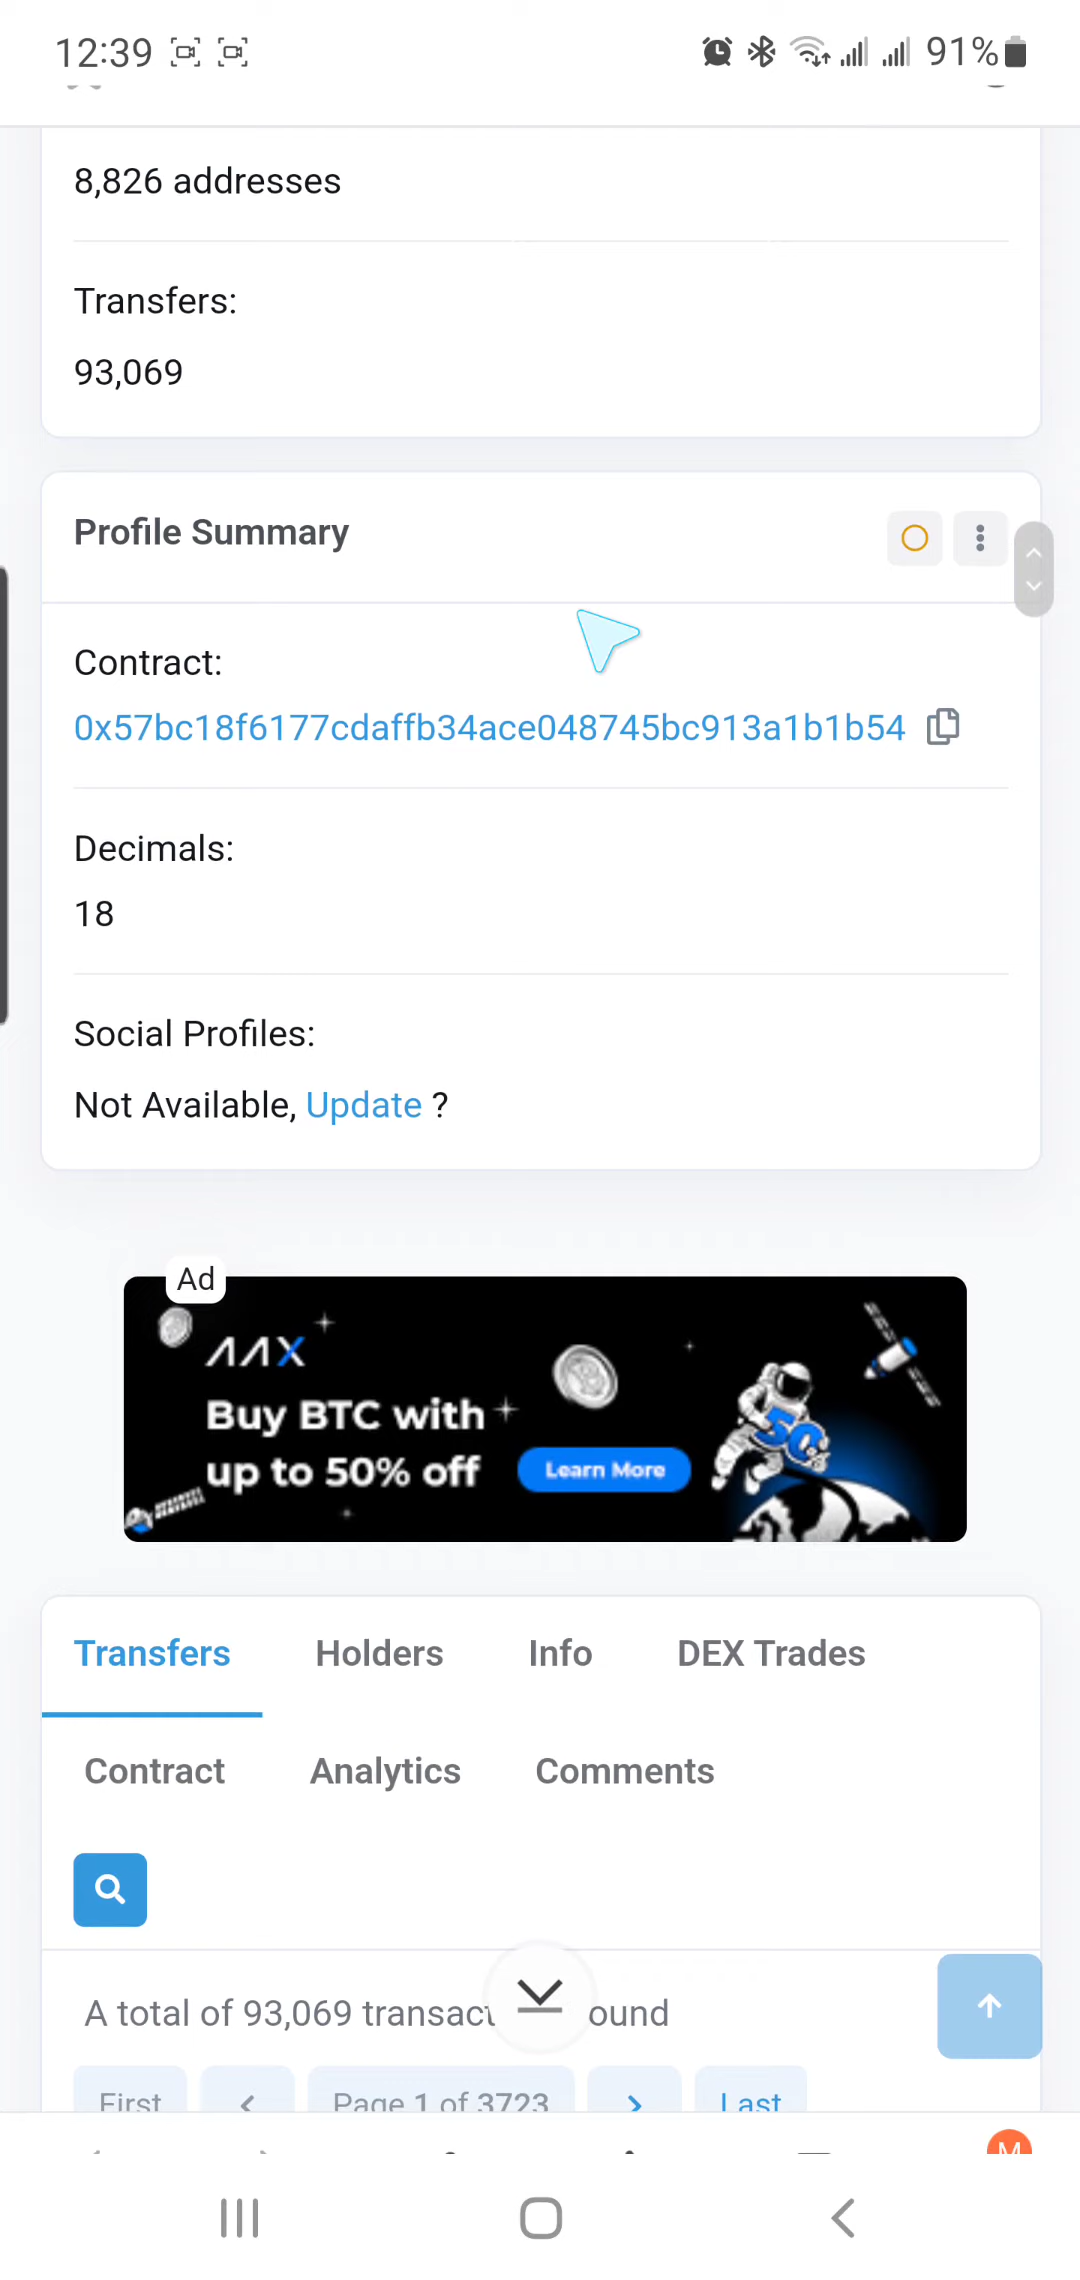 12:39
91%
8,826 addresses
Transfers:
93,069
Profile Summary
Contract:
0x57bc18f6177cdaffb34ace048745bc913a1b1b54
Decimals:
18
Social Profiles:
Not Available, Update ?
Ad
AAX
Buy BTC with
up to 50% off
Learn More
50
Transfers Holders Info DEX Trades
Contract Analytics Comments
A total of 93,069 transact ound
First Page 1 of 3723 Last
M